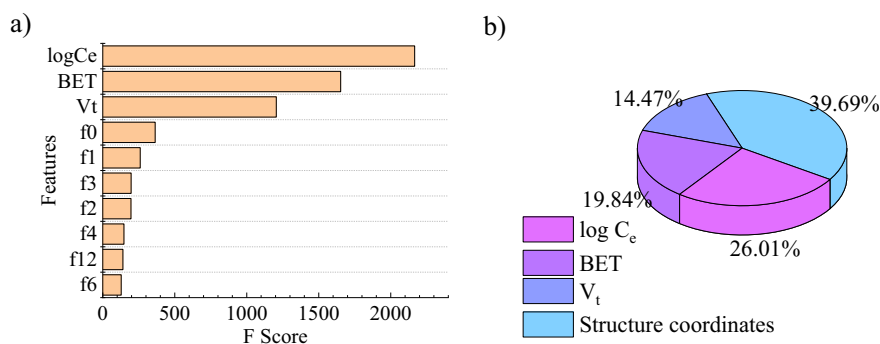 a)
Features
logCe
BET
Vt
f0
f1
f3
f2
f4
f12
f6
0 500 1000 1500 2000
F Score
b)
14.47%
39.69%
19.84%
26.01%
log Cₑ
BET
Vₜ
Structure coordinates